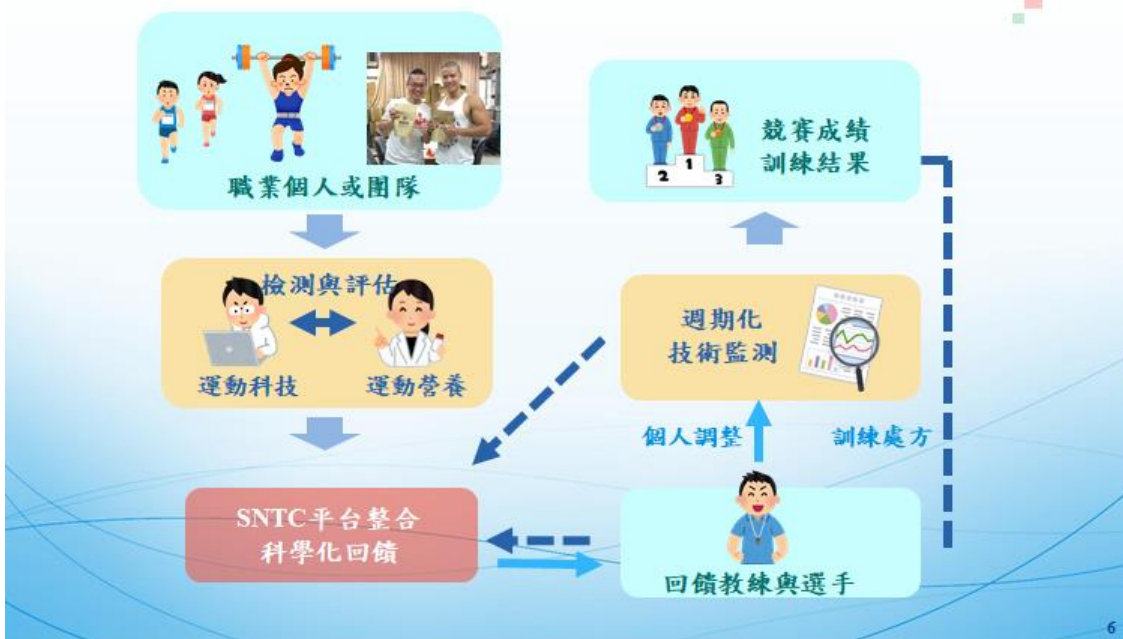 職業個人或團隊
檢測與評估
運動科技
運動營養
SNTC平台整合
科學化回饋
回饋教練與選手
個人調整
訓練處方
週期化
技術監測
競賽成績
訓練結果
1
2
3
6